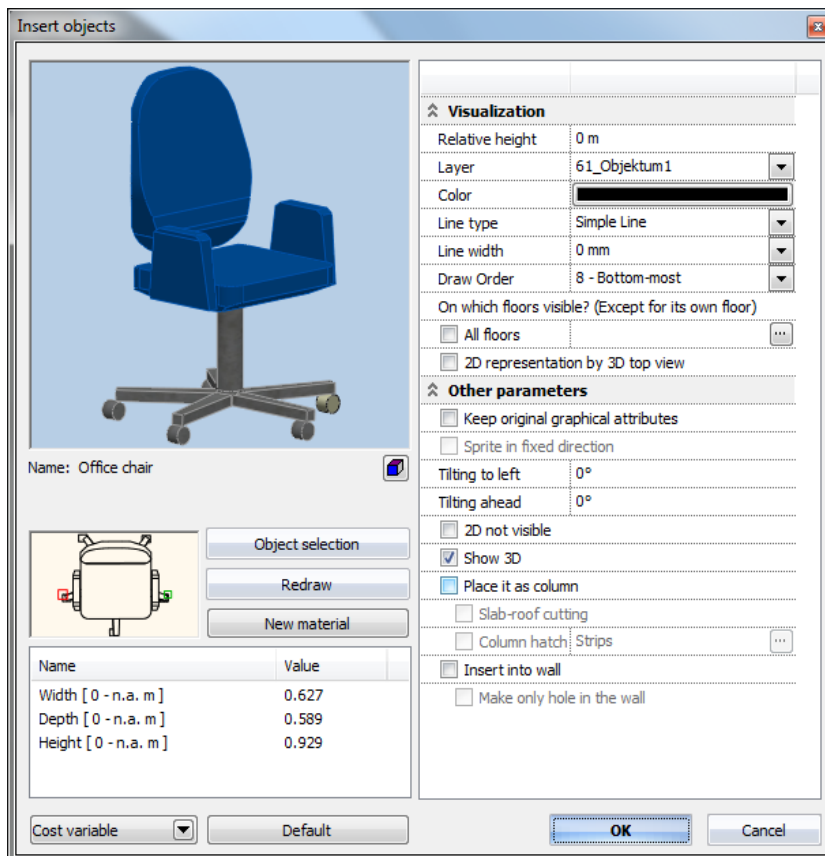 Insert objects
Name: Office chair
Object selection
Redraw
New material
Name Value
Width [ 0 - n.a. m ] 0.627
Depth [ 0 - n.a. m ] 0.589
Height [ 0 - n.a. m ] 0.929
Cost variable
Default
Visualization
Relative height 0 m
Layer 61_Objektum1
Color
Line type Simple Line
Line width 0 mm
Draw Order 8 - Bottom-most
On which floors visible? (Except for its own floor)
All floors ...
2D representation by 3D top view
Other parameters
Keep original graphical attributes
Sprite in fixed direction
Tilting to left 0°
Tilting ahead 0°
2D not visible
Show 3D
Place it as column
Slab-roof cutting
Column hatch Strips ...
Insert into wall
Make only hole in the wall
OK
Cancel